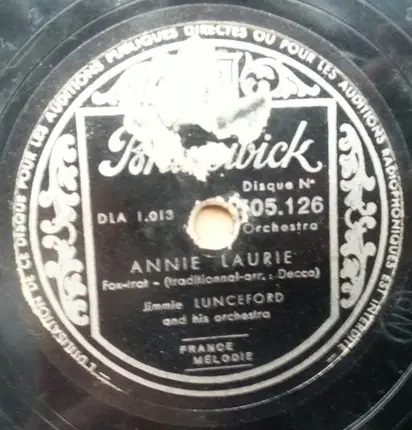 L'UTILISATION DE CE DISQUE POUR LES AUDITIONS PUBLIQUES DIRECTES OU POUR LES AUDITIONS RADIOPHONIQUES EST INTERDITE
Brunswick
Disque N°
DLA 1.013
505.126
Orchestra
ANNIE LAURIE
Fox-trot - (traditionnal-arr. : Decca)
Jimmie LUNCEFORD
and his orchestra
FRANCE
MÉLODIE